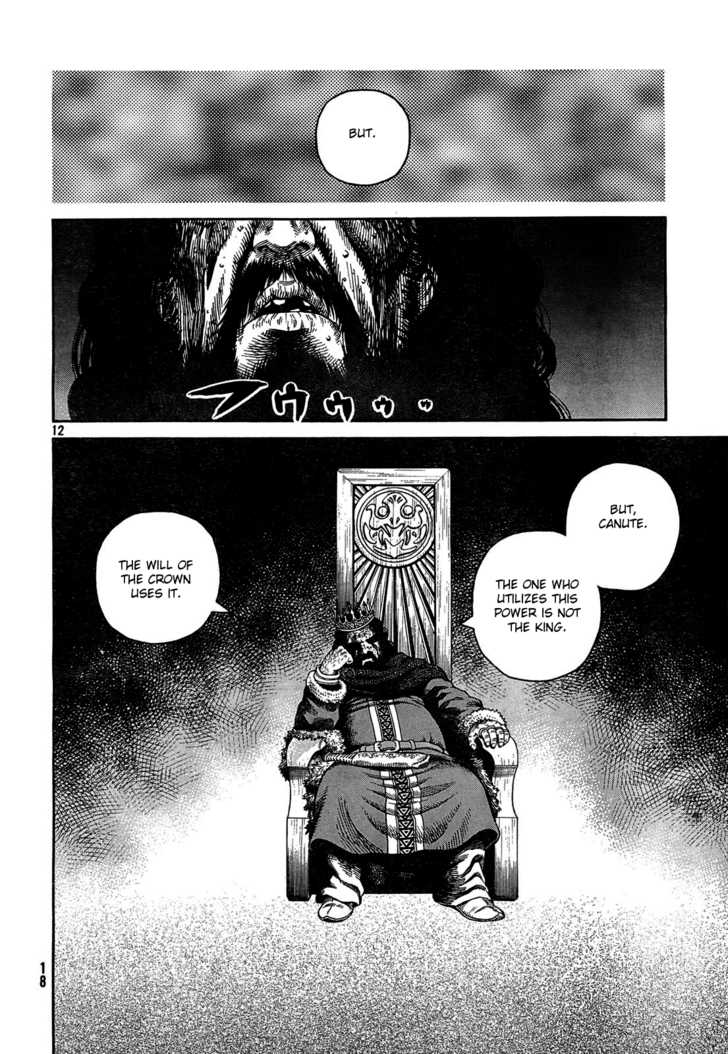 BUT.
フウウウゥ
12
BUT,
CANUTE.
THE ONE WHO
UTILIZES THIS
POWER IS NOT
THE KING.
THE WILL OF
THE CROWN
USES IT.
18